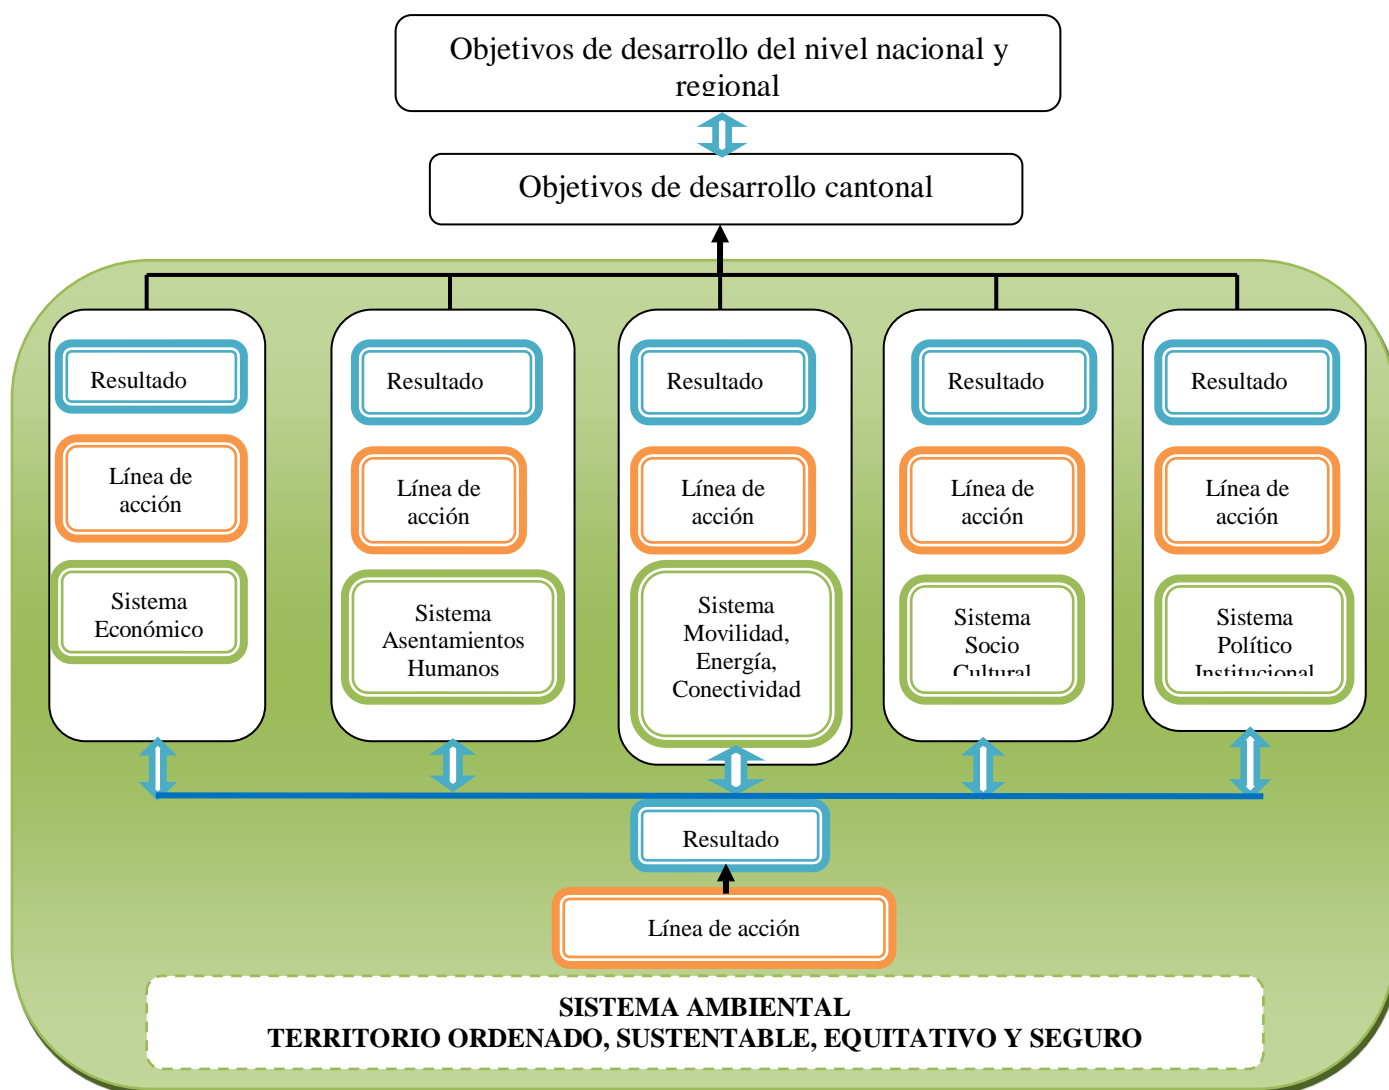 Objetivos de desarrollo del nivel nacional y
regional
Objetivos de desarrollo cantonal
Resultado
Línea de
acción
Sistema
Económico
Resultado
Línea de
acción
Sistema
Asentamientos
Humanos
Resultado
Línea de
acción
Sistema
Movilidad,
Energía,
Conectividad
Resultado
Línea de
acción
Sistema
Socio
Cultural
Resultado
Línea de
acción
Sistema
Político
Institucional
Resultado
Línea de acción
SISTEMA AMBIENTAL
TERRITORIO ORDENADO, SUSTENTABLE, EQUITATIVO Y SEGURO